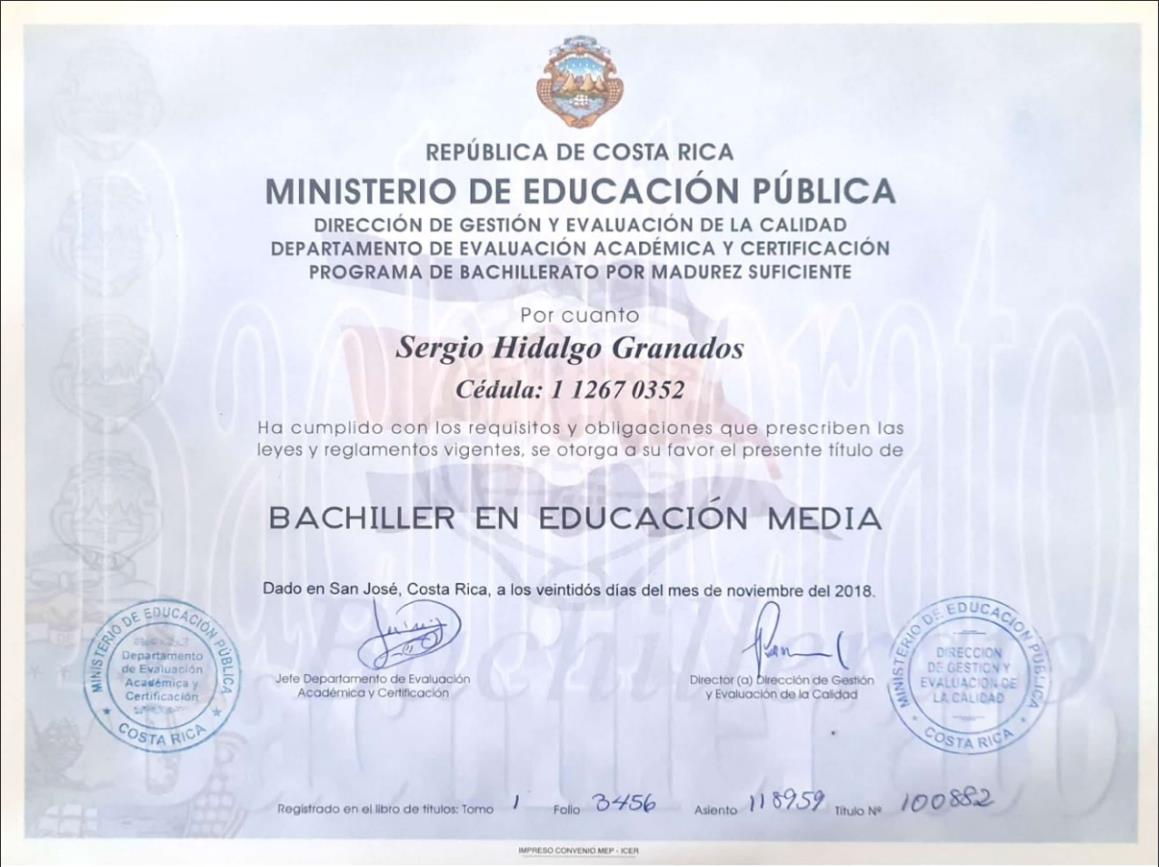 REPÚBLICA DE COSTA RICA
MINISTERIO DE EDUCACIÓN PÚBLICA
DIRECCIÓN DE GESTIÓN Y EVALUACIÓN DE LA CALIDAD
DEPARTAMENTO DE EVALUACIÓN ACADÉMICA Y CERTIFICACIÓN
PROGRAMA DE BACHILLERATO POR MADUREZ SUFICIENTE
Por cuanto
Sergio Hidalgo Granados
Cédula: 1 1267 0352
Ha cumplido con los requisitos y obligaciones que prescriben las
leyes y reglamentos vigentes, se otorga a su favor el presente título de
BACHILLER EN EDUCACIÓN MEDIA
Dado en San José, Costa Rica, a los veintidós días del mes de noviembre del 2018.
MINISTERIO DE EDUCACIÓN PÚBLICA
Departamento
de Evaluación
Académica y
Certificación
COSTA RICA
Jefe Departamento de Evaluación
Académica y Certificación
Director (a) Dirección de Gestión
y Evaluación de la Calidad
MINISTERIO DE EDUCACION PÚBLICA
DIRECCION
DE GESTION Y
EVALUACION DE
LA CALIDAD
COSTA RICA
Registrado en el libro de títulos: Tomo 1 Folio 3456 Asiento 118959 Título Nº 100882
IMPRESO CONVENIO MEP - ICER
Bachillerato